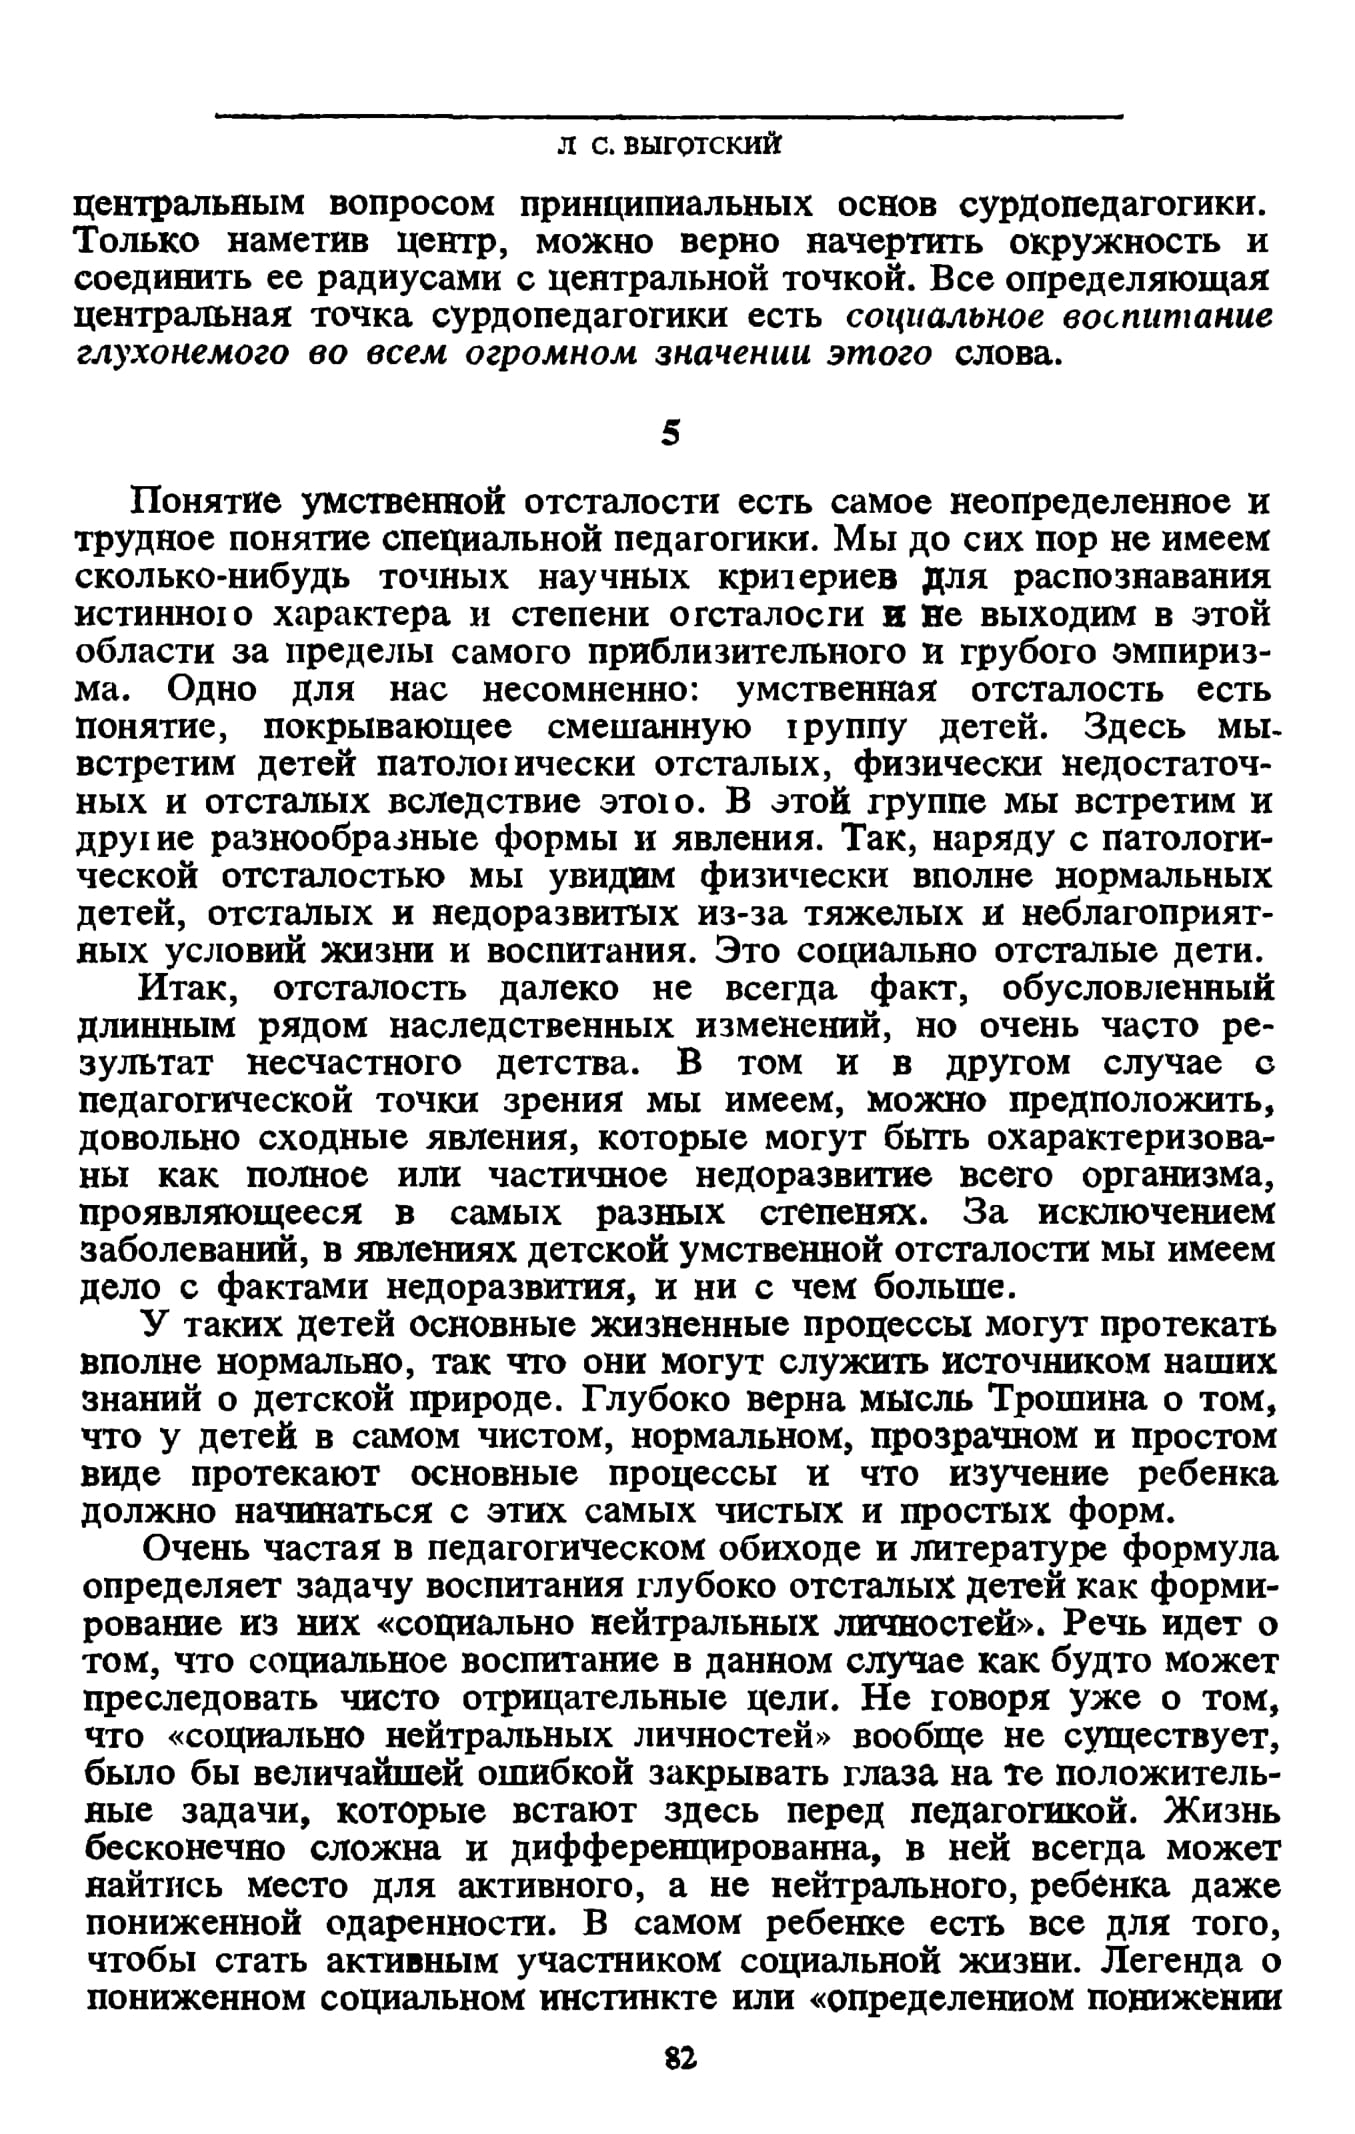 Л С. ВЫГОТСКИЙ
центральным вопросом принципиальных основ сурдопедагогики.
Только наметив центр, можно верно начертить окружность и
соединить ее радиусами с центральной точкой. Все определяющая
центральная точка сурдопедагогики есть социальное воспитание
глухонемого во всем огромном значении этого слова.
5
Понятие умственной отсталости есть самое неопределенное и
трудное понятие специальной педагогики. Мы до сих пор не имеем
сколько-нибудь точных научных критериев для распознавания
истинного характера и степени отсталости и не выходим в этой
области за пределы самого приблизительного и грубого эмпириз-
ма. Одно для нас несомненно: умственная отсталость есть
понятие, покрывающее смешанную группу детей. Здесь мы
встретим детей патологически отсталых, физически недостаточ-
ных и отсталых вследствие этого. В этой группе мы встретим и
другие разнообразные формы и явления. Так, наряду с патологи-
ческой отсталостью мы увидим физически вполне нормальных
детей, отсталых и недоразвитых из-за тяжелых и неблагоприят-
ных условий жизни и воспитания. Это социально отсталые дети.
Итак, отсталость далеко не всегда факт, обусловленный
длинным рядом наследственных изменений, но очень часто ре-
зультат несчастного детства. В том и в другом случае с
педагогической точки зрения мы имеем, можно предположить,
довольно сходные явления, которые могут быть охарактеризова-
ны как полное или частичное недоразвитие всего организма,
проявляющееся в самых разных степенях. За исключением
заболеваний, в явлениях детской умственной отсталости мы имеем
дело с фактами недоразвития, и ни с чем больше.
У таких детей основные жизненные процессы могут протекать
вполне нормально, так что они могут служить источником наших
знаний о детской природе. Глубоко верна мысль Трошина о том,
что у детей в самом чистом, нормальном, прозрачном и простом
виде протекают основные процессы и что изучение ребенка
должно начинаться с этих самых чистых и простых форм.
Очень частая в педагогическом обиходе и литературе формула
определяет задачу воспитания глубоко отсталых детей как форми-
рование из них «социально нейтральных личностей». Речь идет о
том, что социальное воспитание в данном случае как будто может
преследовать чисто отрицательные цели. Не говоря уже о том,
что «социально нейтральных личностей» вообще не существует,
было бы величайшей ошибкой закрывать глаза на те положитель-
ные задачи, которые встают здесь перед педагогикой. Жизнь
бесконечно сложна и дифференцированна, в ней всегда может
найтись место для активного, а не нейтрального, ребенка даже
пониженной одаренности. В самом ребенке есть все для того,
чтобы стать активным участником социальной жизни. Легенда о
пониженном социальном инстинкте или «определенном понижении
82